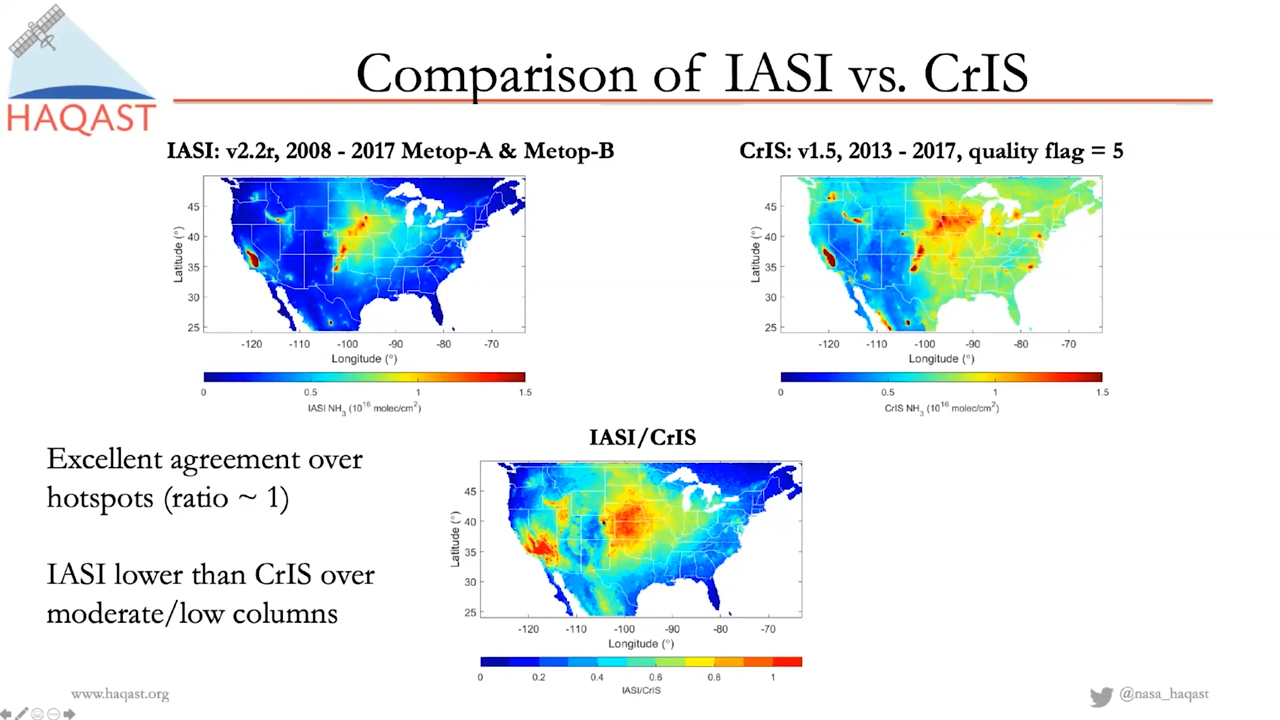 HAQAST
Comparison of IASI vs. CrIS
IASI: v2.2r, 2008 - 2017 Metop-A & Metop-B
45
40
35
30
25
Latitude (°)
-120 -110 -100 -90 -80 -70
Longitude (°)
0 0.5 1 1.5
IASI NH3 (10^16 molec/cm^2)
CrIS: v1.5, 2013 - 2017, quality flag = 5
45
40
35
30
25
Latitude (°)
-120 -110 -100 -90 -80 -70
Longitude (°)
0 0.5 1 1.5
CrIS NH3 (10^16 molec/cm^2)
Excellent agreement over
hotspots (ratio ~ 1)
IASI lower than CrIS over
moderate/low columns
IASI/CrIS
45
40
35
30
25
Latitude (°)
-120 -110 -100 -90 -80 -70
Longitude (°)
0 0.2 0.4 0.6 0.8 1
IASI/CrIS
www.haqast.org
@nasa_haqast